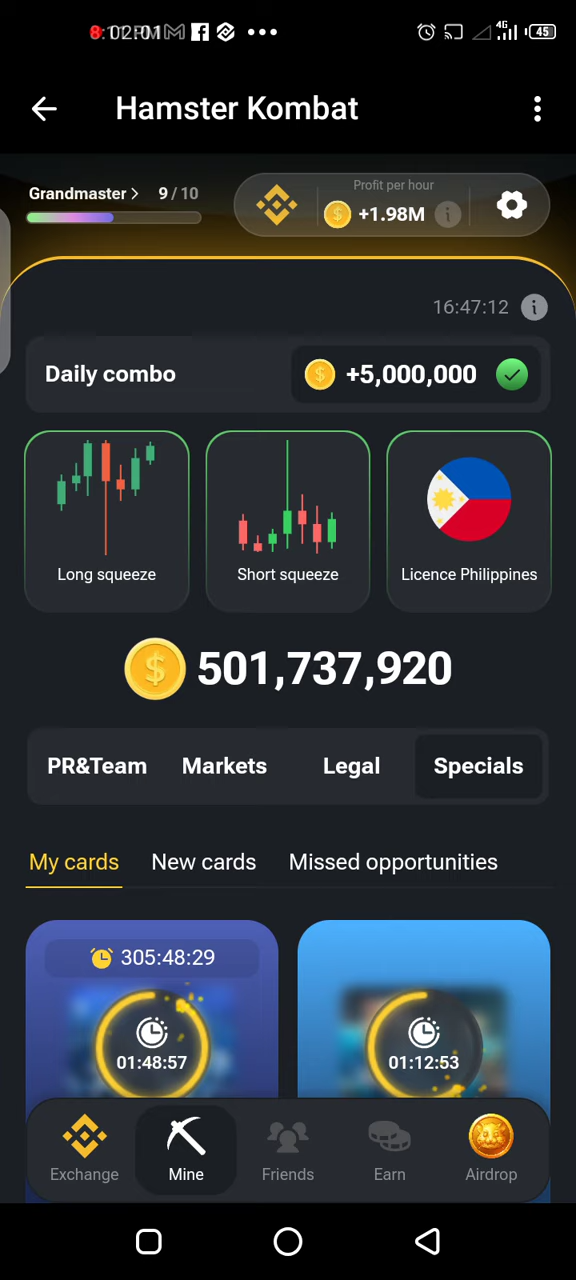 Hamster Kombat
Grandmaster > 9 / 10
Profit per hour
+1.98M
16:47:12
Daily combo
+5,000,000
Long squeeze
Short squeeze
Licence Philippines
501,737,920
PR&Team Markets Legal Specials
My cards New cards Missed opportunities
305:48:29
01:48:57
01:12:53
Exchange Mine Friends Earn Airdrop
4G
45